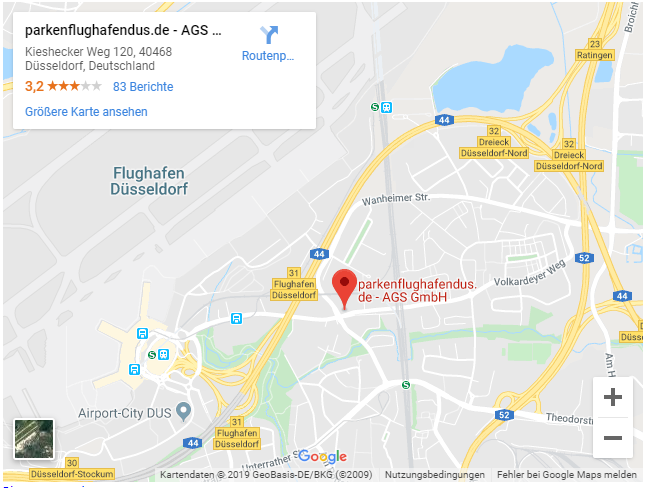 parkenflughafendus.de - AGS ...
Kieshecker Weg 120, 40468
Düsseldorf, Deutschland
3,2
83 Berichte
Größere Karte ansehen
Routenp...
Flughafen
Düsseldorf
23
Ratingen
44
32
Dreieck
Düsseldorf-Nord
32
Dreieck
Düsseldorf-Nord
S
Wanheimer Str.
44
52
31
Flughafen
Düsseldorf
parkenflughafendus.
de - AGS GmbH
Volkardeyer Weg
44
S
S
Airport-City DUS
31
Flughafen
Düsseldorf
44
52
Theodorstr
Am H
Unterrather S
30
Düsseldorf-Stockum
Google
Kartendaten © 2019 GeoBasis-DE/BKG (©2009)
Nutzungsbedingungen
Fehler bei Google Maps melden